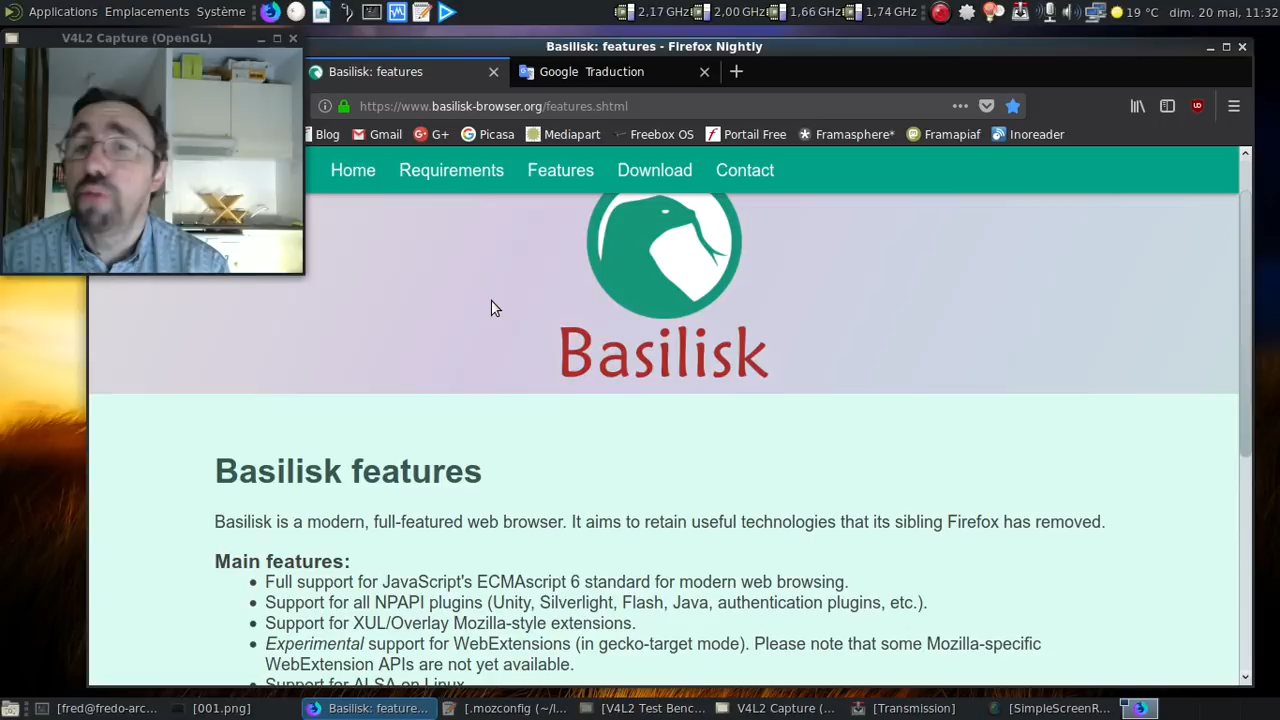 Applications Emplacements Système 2,17 GHz 2,00 GHz 1,66 GHz 1,74 GHz 19 °C dim. 20 mai, 11:32
V4L2 Capture (OpenGL)
Basilisk: features - Firefox Nightly
Basilisk: features
Google Traduction
https://www.basilisk-browser.org/features.shtml
Blog Gmail G+ Picasa Mediapart Freebox OS Portail Free Framasphere* Framapiaf Inoreader
Home Requirements Features Download Contact
Basilisk
Basilisk features
Basilisk is a modern, full-featured web browser. It aims to retain useful technologies that its sibling Firefox has removed.
Main features:
Full support for JavaScript's ECMAscript 6 standard for modern web browsing.
Support for all NPAPI plugins (Unity, Silverlight, Flash, Java, authentication plugins, etc.).
Support for XUL/Overlay Mozilla-style extensions.
Experimental support for WebExtensions (in gecko-target mode). Please note that some Mozilla-specific
WebExtension APIs are not yet available.
Support for ALSA on Linux.
[fred@fredo-arc... [001.png] Basilisk: feature... [.mozconfig (~/l... [V4L2 Test Benc... V4L2 Capture (... [Transmission] [SimpleScreenR...